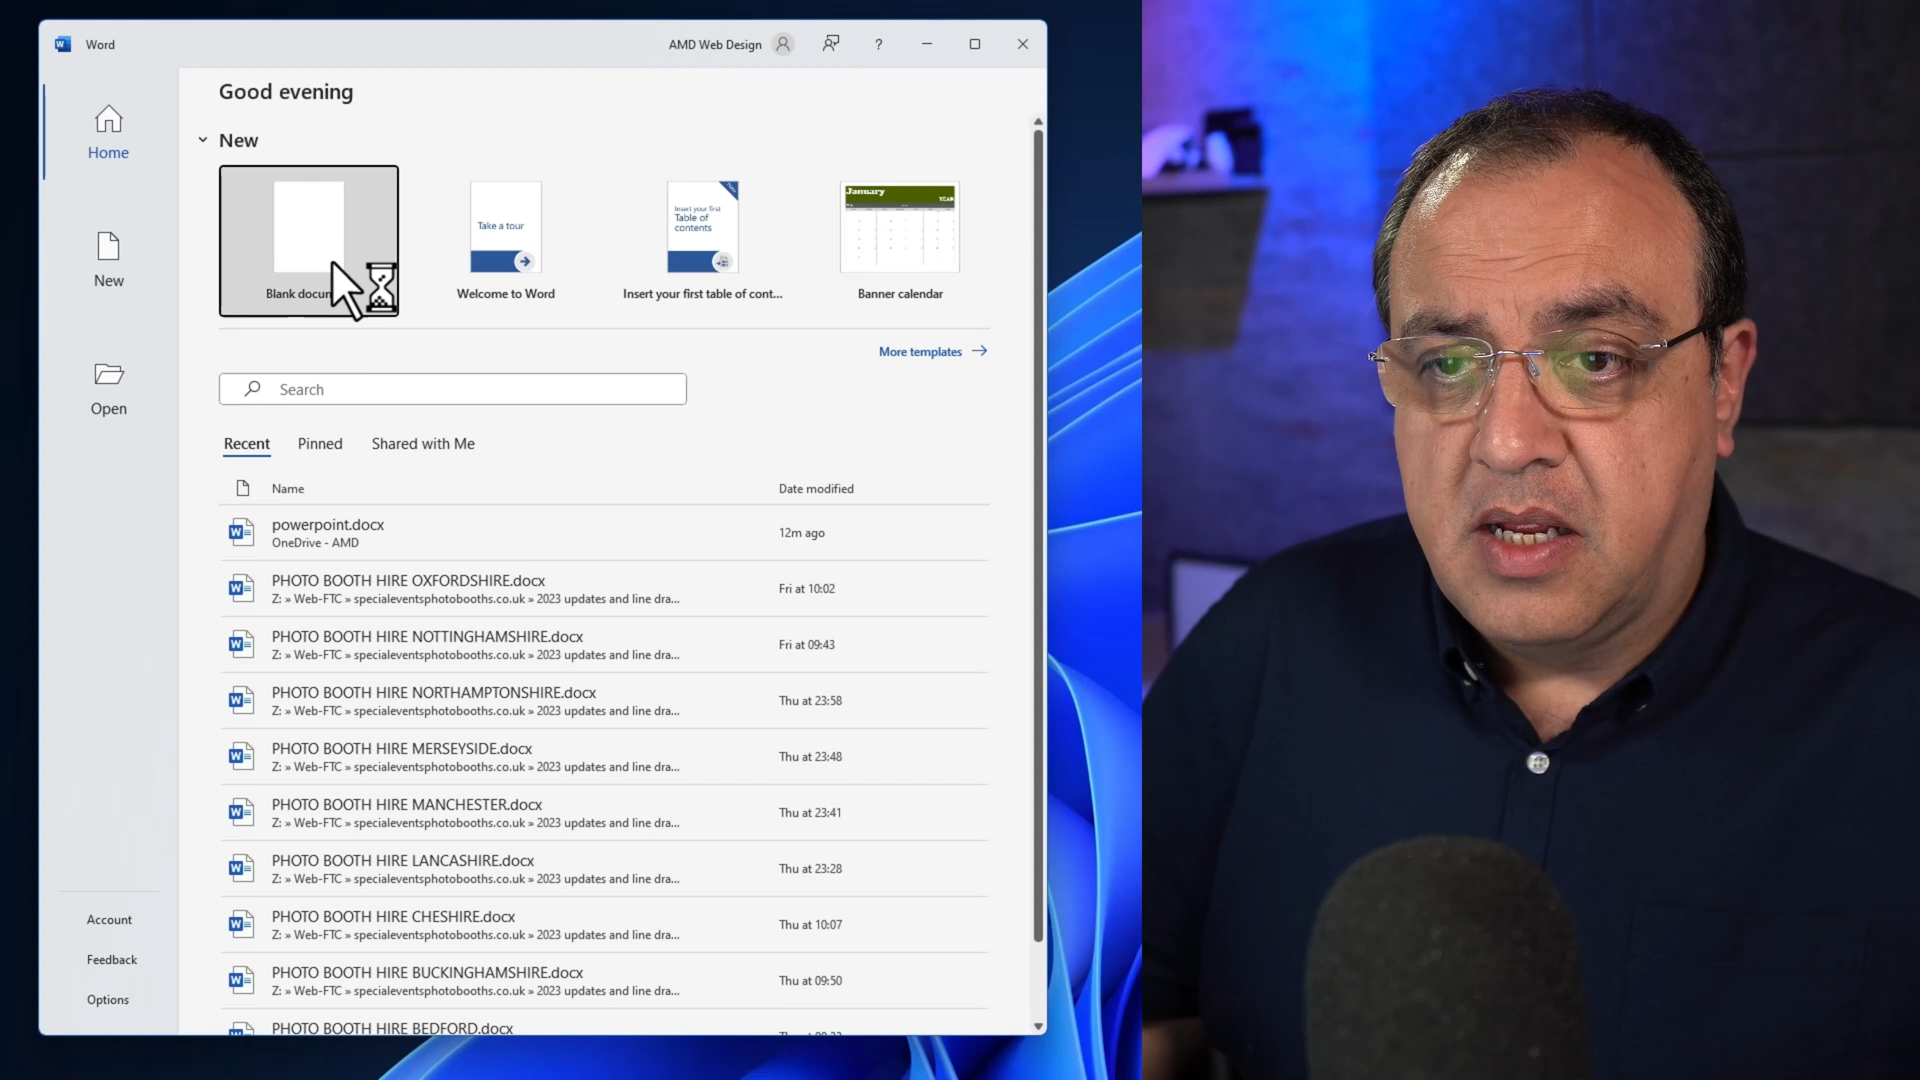 Word
AMD Web Design
?
Home
New
Open
Account
Feedback
Options
Good evening
New
Take a tour
Insert your first
Table of
contents
January
YEAR
Blank docum
Welcome to Word
Insert your first table of cont...
Banner calendar
More templates
Search
Recent Pinned Shared with Me
Name Date modified
powerpoint.docx
OneDrive - AMD
12m ago
PHOTO BOOTH HIRE OXFORDSHIRE.docx
Z: » Web-FTC » specialeventsphotobooths.co.uk » 2023 updates and line dra...
Fri at 10:02
PHOTO BOOTH HIRE NOTTINGHAMSHIRE.docx
Z: » Web-FTC » specialeventsphotobooths.co.uk » 2023 updates and line dra...
Fri at 09:43
PHOTO BOOTH HIRE NORTHAMPTONSHIRE.docx
Z: » Web-FTC » specialeventsphotobooths.co.uk » 2023 updates and line dra...
Thu at 23:58
PHOTO BOOTH HIRE MERSEYSIDE.docx
Z: » Web-FTC » specialeventsphotobooths.co.uk » 2023 updates and line dra...
Thu at 23:48
PHOTO BOOTH HIRE MANCHESTER.docx
Z: » Web-FTC » specialeventsphotobooths.co.uk » 2023 updates and line dra...
Thu at 23:41
PHOTO BOOTH HIRE LANCASHIRE.docx
Z: » Web-FTC » specialeventsphotobooths.co.uk » 2023 updates and line dra...
Thu at 23:28
PHOTO BOOTH HIRE CHESHIRE.docx
Z: » Web-FTC » specialeventsphotobooths.co.uk » 2023 updates and line dra...
Thu at 10:07
PHOTO BOOTH HIRE BUCKINGHAMSHIRE.docx
Z: » Web-FTC » specialeventsphotobooths.co.uk » 2023 updates and line dra...
Thu at 09:50
PHOTO BOOTH HIRE BEDFORD.docx